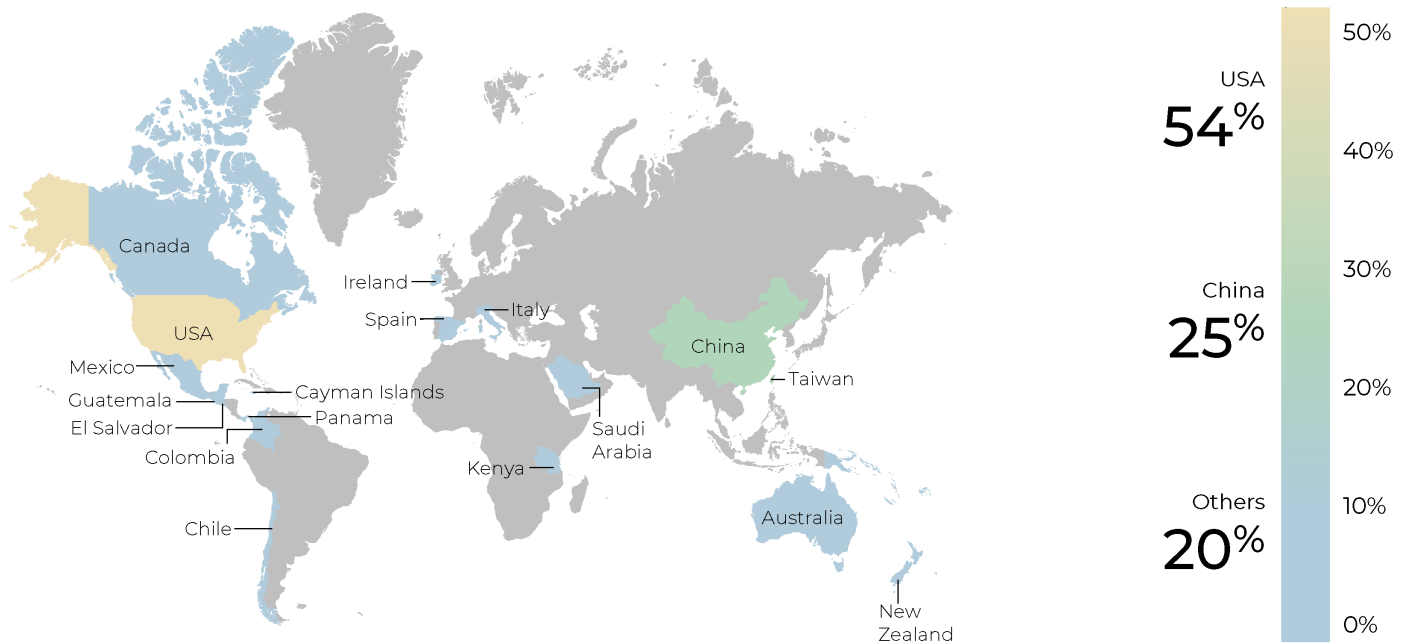 Canada
USA
Mexico
Guatemala
El Salvador
Colombia
Chile
Cayman Islands
Panama
Ireland
Spain
Italy
Saudi
Arabia
Kenya
China
Taiwan
Australia
New
Zealand
USA
54%
China
25%
Others
20%
50%
40%
30%
20%
10%
0%